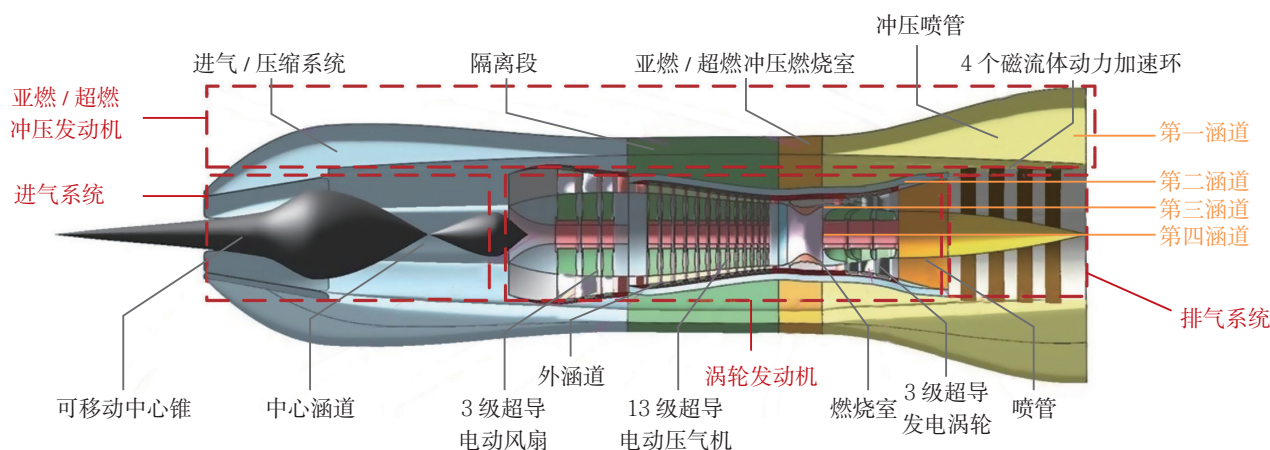 冲压喷管
进气 / 压缩系统
隔离段
亚燃 / 超燃冲压燃烧室
4 个磁流体动力加速环
亚燃 / 超燃
冲压发动机
第一涵道
进气系统
第二涵道
第三涵道
第四涵道
排气系统
外涵道
涡轮发动机
可移动中心锥
中心涵道
3 级超导
电动风扇
13 级超导
电动压气机
燃烧室
3 级超导
发电涡轮
喷管